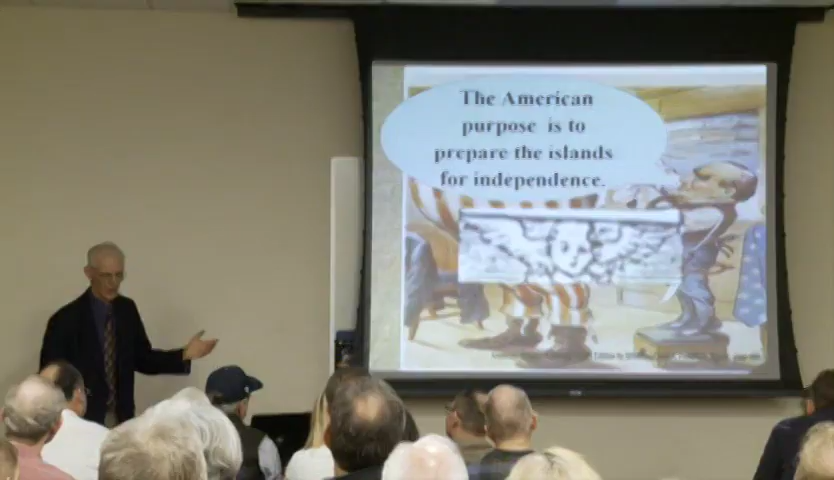 The American
purpose is to
prepare the islands
for independence.